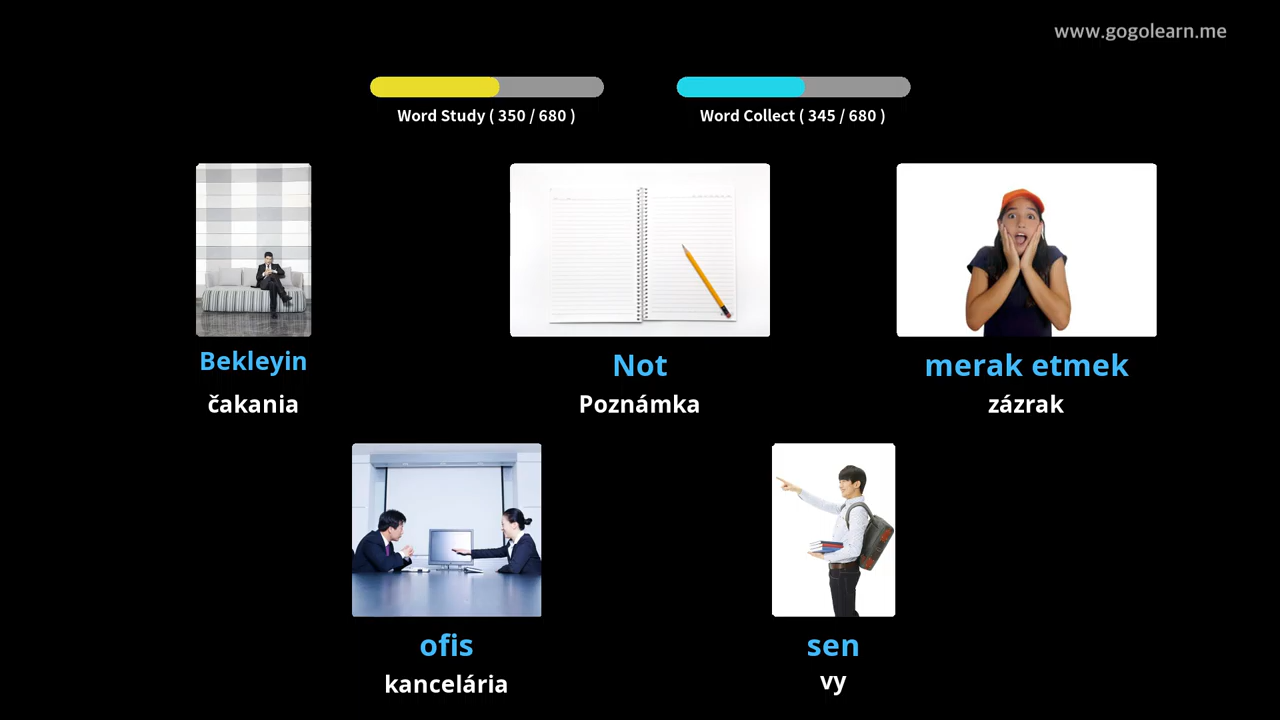 www.gogolearn.me
Word Study ( 350 / 680 )
Word Collect ( 345 / 680 )
Bekleyin
čakania
Not
Poznámka
merak etmek
zázrak
ofis
kancelária
sen
vy